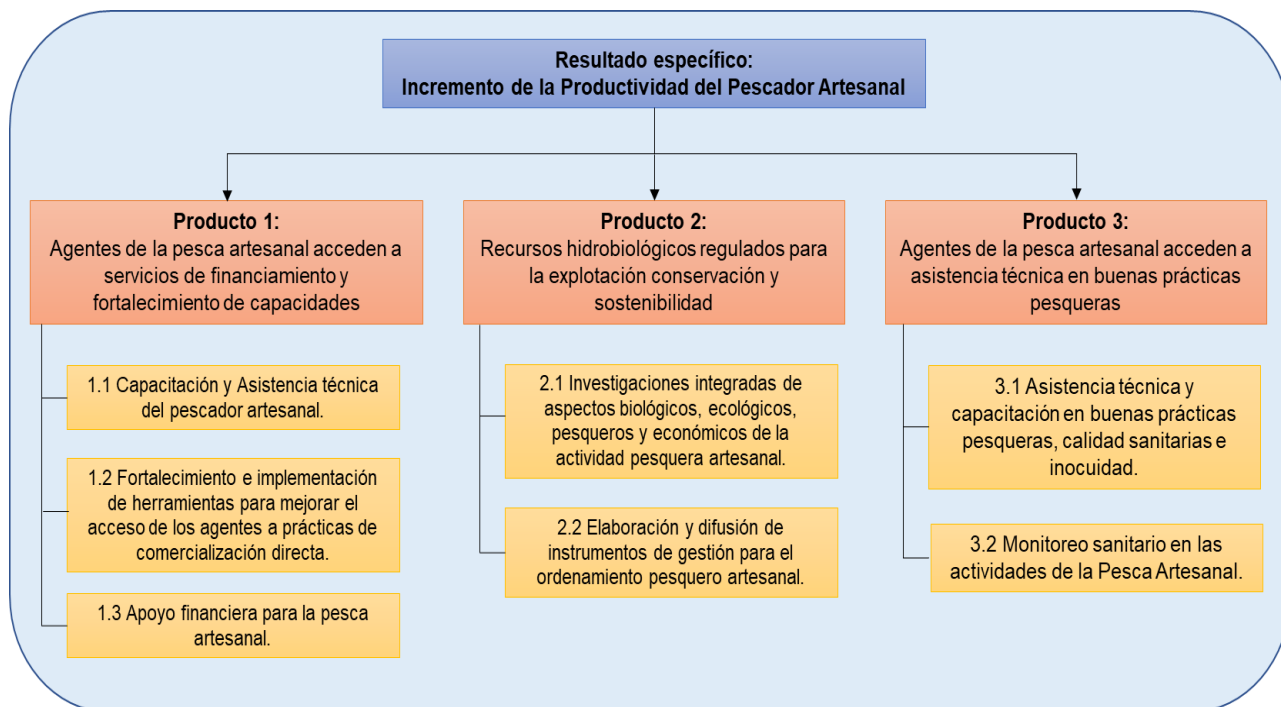 Resultado específico:
Incremento de la Productividad del Pescador Artesanal
Producto 1:
Agentes de la pesca artesanal acceden a
servicios de financiamiento y
fortalecimiento de capacidades
1.1 Capacitación y Asistencia técnica
del pescador artesanal.
1.2 Fortalecimiento e implementación
de herramientas para mejorar el
acceso de los agentes a prácticas de
comercialización directa.
1.3 Apoyo financiera para la pesca
artesanal.
Producto 2:
Recursos hidrobiológicos regulados para
la explotación conservación y
sostenibilidad
2.1 Investigaciones integradas de
aspectos biológicos, ecológicos,
pesqueros y económicos de la
actividad pesquera artesanal.
2.2 Elaboración y difusión de
instrumentos de gestión para el
ordenamiento pesquero artesanal.
Producto 3:
Agentes de la pesca artesanal acceden a
asistencia técnica en buenas prácticas
pesqueras
3.1 Asistencia técnica y
capacitación en buenas prácticas
pesqueras, calidad sanitarias e
inocuidad.
3.2 Monitoreo sanitario en las
actividades de la Pesca Artesanal.